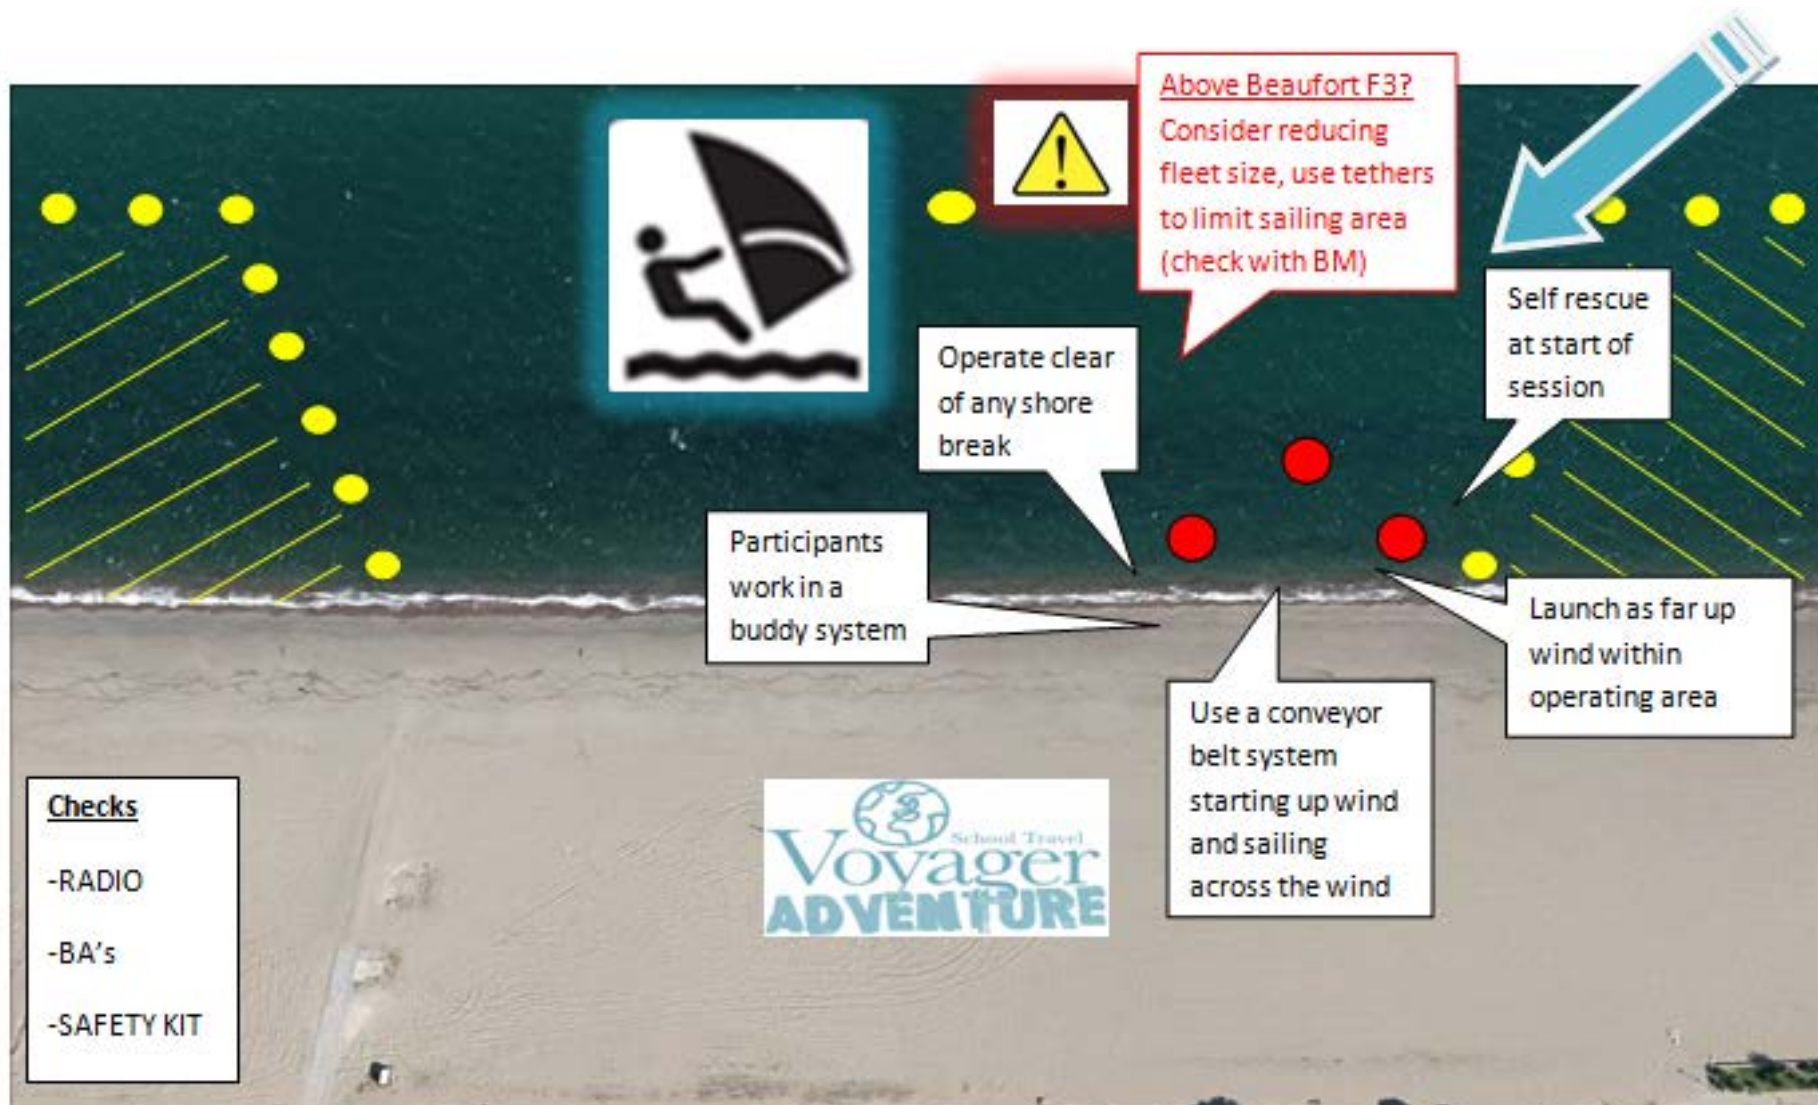 Above Beaufort F3?
Consider reducing
fleet size, use tethers
to limit sailing area
(check with BM)
Self rescue
at start of
session
Operate clear
of any shore
break
Participants
work in a
buddy system
Launch as far up
wind within
operating area
Use a conveyor
belt system
starting up wind
and sailing
across the wind
Checks
-RADIO
-BA's
-SAFETY KIT
School Travel
Voyager
ADVENTURE
!